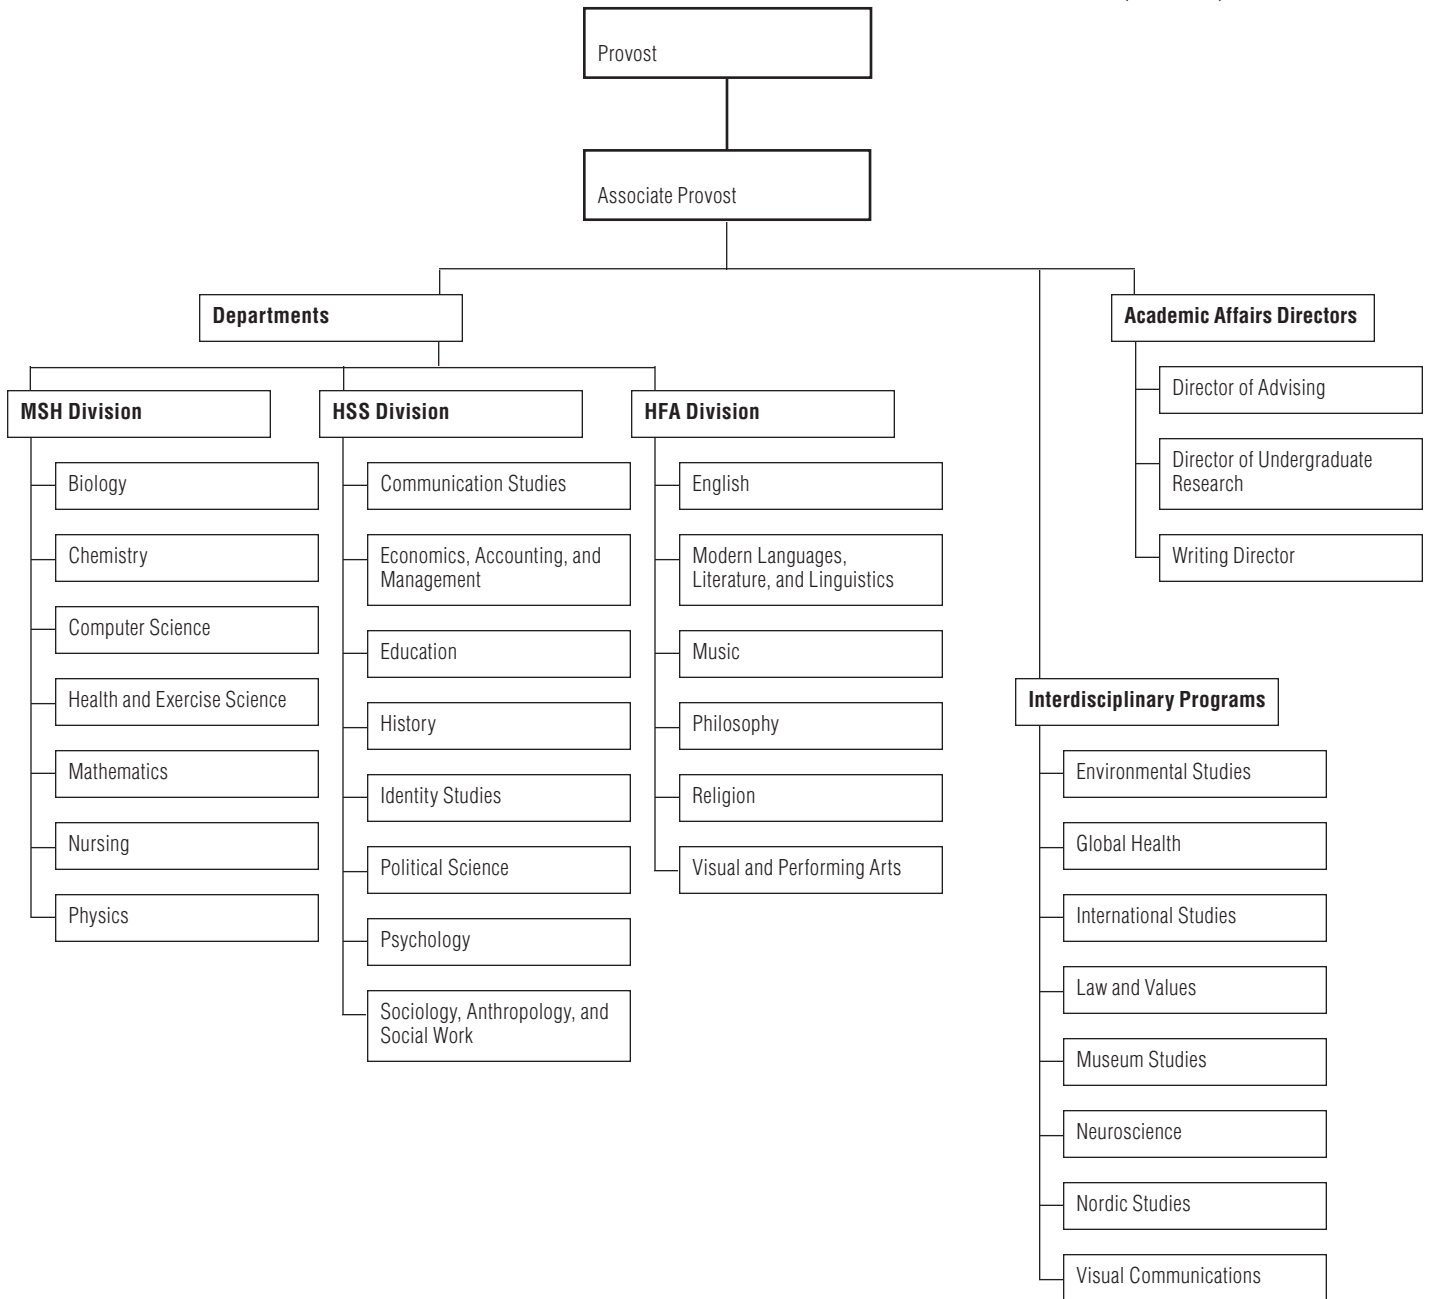 Provost
Associate Provost
Departments
Academic Affairs Directors
MSH Division
Biology
Chemistry
Computer Science
Health and Exercise Science
Mathematics
Nursing
Physics
HSS Division
Communication Studies
Economics, Accounting, and
Management
Education
History
Identity Studies
Political Science
Psychology
Sociology, Anthropology, and
Social Work
HFA Division
English
Modern Languages,
Literature, and Linguistics
Music
Philosophy
Religion
Visual and Performing Arts
Director of Advising
Director of Undergraduate
Research
Writing Director
Interdisciplinary Programs
Environmental Studies
Global Health
International Studies
Law and Values
Museum Studies
Neuroscience
Nordic Studies
Visual Communications